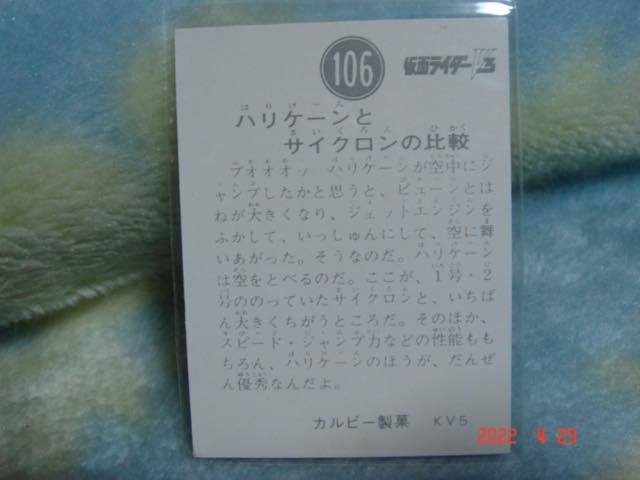 106
仮面ライダーV3
ハリケーンと
サイクロンの比較
ブオオオッ ハリケーンが空中にジ
ャンプしたかと思うと、ビューンとは
ねが大きくなり、ジェットエンジンを
ふかして、いっしゅんにして、空に舞
いあがった。そうなのだ。ハリケーン
は空をとべるのだ。ここが、1号・2
号ののっていたサイクロンと、いちば
ん大きくちがうところだ。そのほか、
スピード・ジャンプ力などの性能もも
ちろん、ハリケーンのほうが、だんぜ
ん優秀なんだよ。
カルビー製菓 KV5
2022 4 29